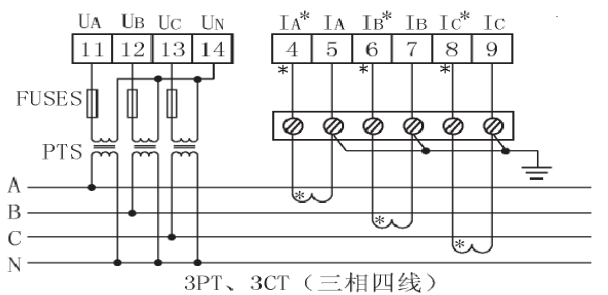 UA UB UC UN IA* IA IB* IB IC* IC
11 12 13 14 4 5 6 7 8 9
* * *
FUSES
PTS
A
*
B
*
C
*
N
3PT、3CT（三相四线）